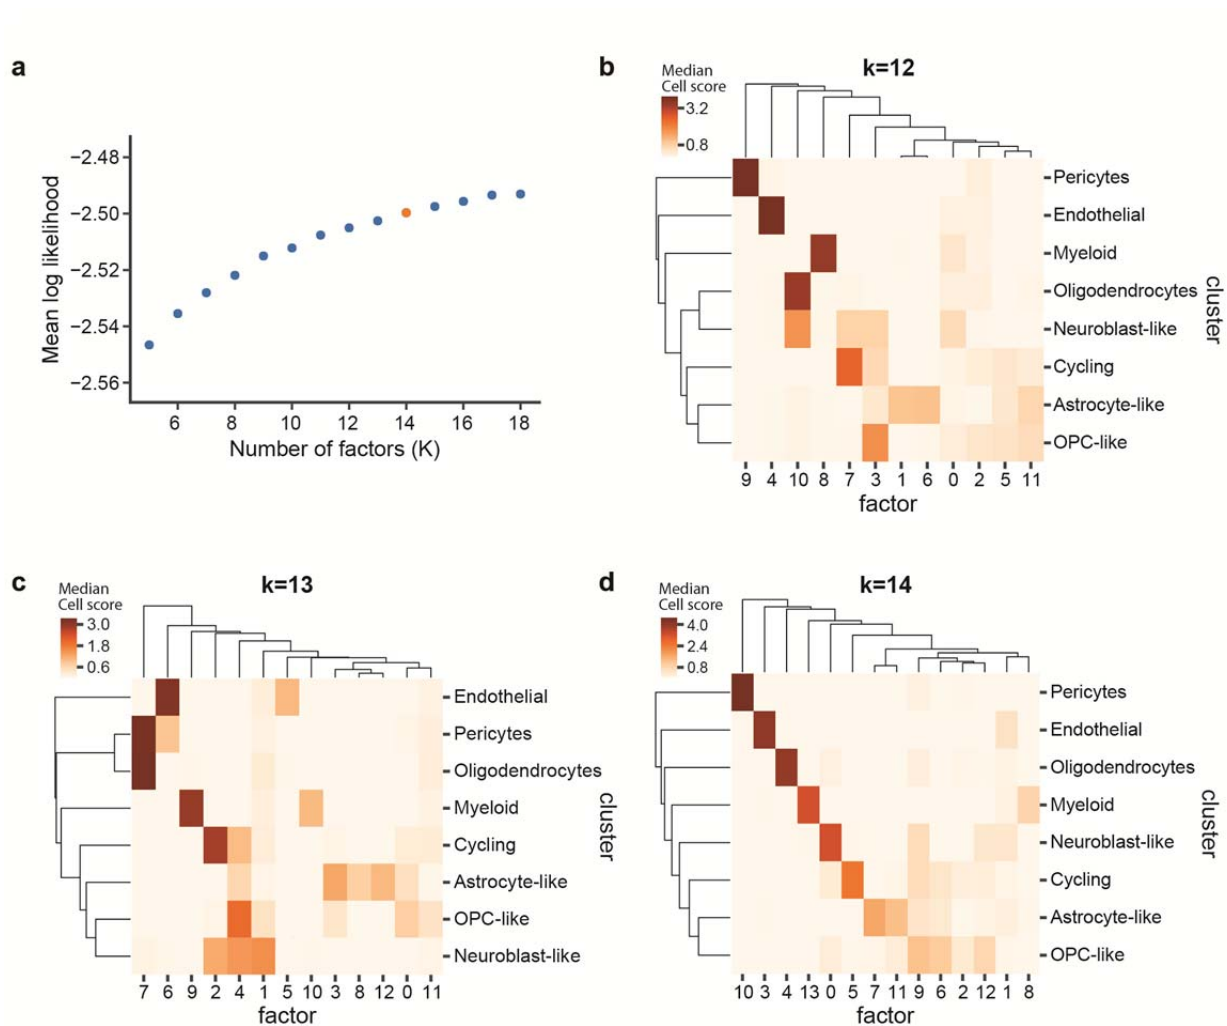 a
Mean log likelihood
−2.48
−2.50
−2.52
−2.54
−2.56
6 8 10 12 14 16 18
Number of factors (K)
b
k=12
Median
Cell score
3.2
0.8
Pericytes
Endothelial
Myeloid
Oligodendrocytes
Neuroblast-like
Cycling
Astrocyte-like
OPC-like
cluster
9 4 10 8 7 3 1 6 0 2 5 11
factor
c
k=13
Median
Cell score
3.0
1.8
0.6
Endothelial
Pericytes
Oligodendrocytes
Myeloid
Cycling
Astrocyte-like
OPC-like
Neuroblast-like
cluster
7 6 9 2 4 1 5 10 3 8 12 0 11
factor
d
k=14
Median
Cell score
4.0
2.4
0.8
Pericytes
Endothelial
Oligodendrocytes
Myeloid
Neuroblast-like
Cycling
Astrocyte-like
OPC-like
cluster
10 3 4 13 0 5 7 11 9 6 2 12 1 8
factor